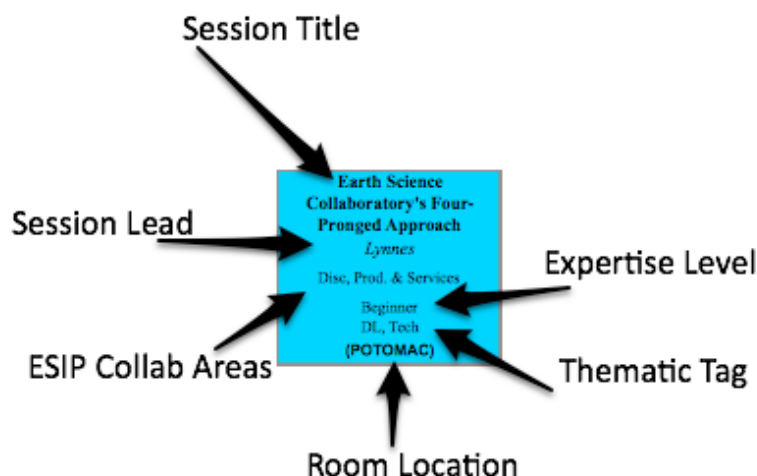 Session Title
Earth Science
Collaboratory's Four-
Pronged Approach
Session Lead
Lynnes
Disc, Prod. & Services
Expertise Level
Beginner
DL, Tech
ESIP Collab Areas
(POTOMAC)
Thematic Tag
Room Location